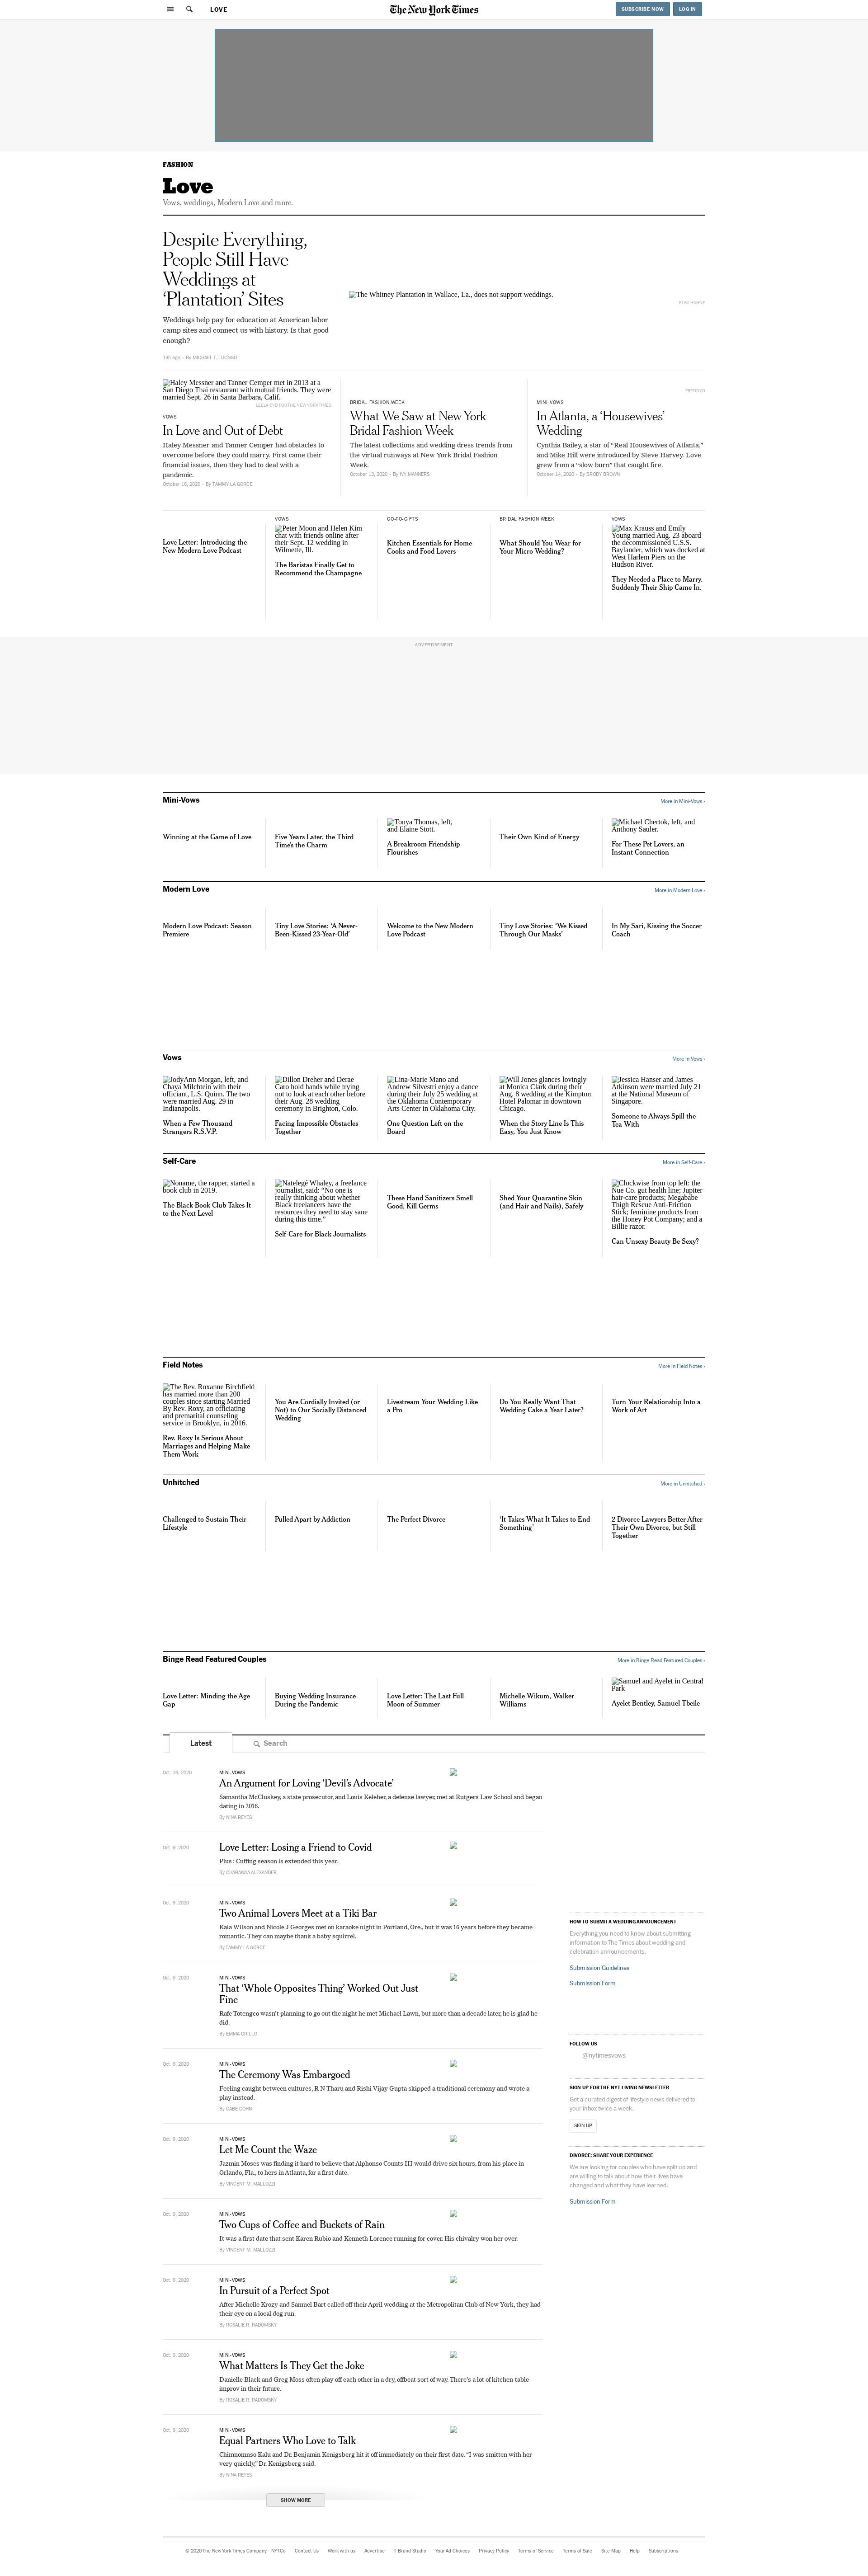 LOVE
The New York Times
SUBSCRIBE NOW
LOG IN
FASHION
Love
Vows, weddings, Modern Love and more.
Despite Everything,
People Still Have
Weddings at
‘Plantation’ Sites
Weddings help pay for education at American labor
camp sites and connect us with history. Is that good
enough?
13h ago – By MICHAEL T. LUONGO
The Whitney Plantation in Wallace, La., does not support weddings.
Haley Messner and Tanner Cemper met in 2013 at a
San Diego Thai restaurant with mutual friends. They were
married Sept. 26 in Santa Barbara, Calif.
VOWS
In Love and Out of Debt
Haley Messner and Tanner Cemper had obstacles to
overcome before they could marry. First came their
financial issues, then they had to deal with a
pandemic.
October 16, 2020 – By TAMMY LA GORCE
BRIDAL FASHION WEEK
What We Saw at New York
Bridal Fashion Week
The latest collections and wedding dress trends from
the virtual runways at New York Bridal Fashion
Week.
October 15, 2020 – By IVY MANNERS
MINI-VOWS
In Atlanta, a ‘Housewives’
Wedding
Cynthia Bailey, a star of “Real Housewives of Atlanta,”
and Mike Hill were introduced by Steve Harvey. Love
grew from a “slow burn” that caught fire.
October 14, 2020 – By BRODY BROWN
Love Letter: Introducing the
New Modern Love Podcast
VOWS
Peter Moon and Helen Kim
chat with friends online after
their Sept. 12 wedding in
Wilmette, Ill.
The Baristas Finally Get to
Recommend the Champagne
GO-TO-GIFTS
Kitchen Essentials for Home
Cooks and Food Lovers
BRIDAL FASHION WEEK
What Should You Wear for
Your Micro Wedding?
VOWS
Max Krauss and Emily
Young married Aug. 23 aboard
the decommissioned U.S.S.
Baylander, which was docked at
West Harlem Piers on the
Hudson River.
They Needed a Place to Marry.
Suddenly Their Ship Came In.
ADVERTISEMENT
Mini-Vows
More in Mini-Vows ›
Winning at the Game of Love
Five Years Later, the Third
Time’s the Charm
Tonya Thomas, left,
and Elaine Stott.
A Breakroom Friendship
Flourishes
Their Own Kind of Energy
Michael Chertok, left, and
Anthony Sauler.
For These Pet Lovers, an
Instant Connection
Modern Love
More in Modern Love ›
Modern Love Podcast: Season
Premiere
Tiny Love Stories: ‘A Never-
Been-Kissed 23-Year-Old’
Welcome to the New Modern
Love Podcast
Tiny Love Stories: ‘We Kissed
Through Our Masks’
In My Sari, Kissing the Soccer
Coach
Vows
More in Vows ›
JodyAnn Morgan, left, and
Chaya Milchtein with their
officiant, L.S. Quinn. The two
were married Aug. 29 in
Indianapolis.
When a Few Thousand
Strangers R.S.V.P.
Dillon Dreher and Derae
Caro hold hands while trying
not to look at each other before
their Aug. 28 wedding
ceremony in Brighton, Colo.
Facing Impossible Obstacles
Together
Lina-Marie Mano and
Andrew Silvestri enjoy a dance
during their July 25 wedding at
the Oklahoma Contemporary
Arts Center in Oklahoma City.
One Question Left on the
Board
Will Jones glances lovingly
at Monica Clark during their
Aug. 8 wedding at the Kimpton
Hotel Palomar in downtown
Chicago.
When the Story Line Is This
Easy, You Just Know
Jessica Hanser and James
Atkinson were married July 21
at the National Museum of
Singapore.
Someone to Always Spill the
Tea With
Self-Care
More in Self-Care ›
Noname, the rapper, started a
book club in 2019.
The Black Book Club Takes It
to the Next Level
Natelegé Whaley, a freelance
journalist, said: “No one is
really thinking about whether
Black freelancers have the
resources they need to stay sane
during this time.”
Self-Care for Black Journalists
These Hand Sanitizers Smell
Good, Kill Germs
Shed Your Quarantine Skin
(and Hair and Nails), Safely
Clockwise from top left: the
Nue Co. gut health line; Jupiter
hair-care products; Megababe
Thigh Rescue Anti-Friction
Stick; feminine products from
the Honey Pot Company; and a
Billie razor.
Can Unsexy Beauty Be Sexy?
Field Notes
More in Field Notes ›
The Rev. Roxanne Birchfield
has married more than 200
couples since starting Married
By Rev. Roxy, an officiating
and premarital counseling
service in Brooklyn, in 2016.
Rev. Roxy Is Serious About
Marriages and Helping Make
Them Work
You Are Cordially Invited (or
Not) to Our Socially Distanced
Wedding
Livestream Your Wedding Like
a Pro
Do You Really Want That
Wedding Cake a Year Later?
Turn Your Relationship Into a
Work of Art
Unhitched
More in Unhitched ›
Challenged to Sustain Their
Lifestyle
Pulled Apart by Addiction
The Perfect Divorce
‘It Takes What It Takes to End
Something’
2 Divorce Lawyers Better After
Their Own Divorce, but Still
Together
Binge Read Featured Couples
More in Binge Read Featured Couples ›
Love Letter: Minding the Age
Gap
Buying Wedding Insurance
During the Pandemic
Love Letter: The Last Full
Moon of Summer
Michelle Wikum, Walker
Williams
Samuel and Ayelet in Central
Park
Ayelet Bentley, Samuel Tbeile
Latest
Search
Oct. 16, 2020
MINI-VOWS
An Argument for Loving ‘Devil’s Advocate’
Samantha McCluskey, a state prosecutor, and Louis Keleher, a defense lawyer, met at Rutgers Law School and began
dating in 2016.
By NINA REYES
Oct. 9, 2020
Love Letter: Losing a Friend to Covid
Plus: Cuffing season is extended this year.
By CHARANNA ALEXANDER
Oct. 9, 2020
MINI-VOWS
Two Animal Lovers Meet at a Tiki Bar
Kaia Wilson and Nicole J Georges met on karaoke night in Portland, Ore., but it was 16 years before they became
romantic. They can maybe thank a baby squirrel.
By TAMMY LA GORCE
Oct. 9, 2020
MINI-VOWS
That ‘Whole Opposites Thing’ Worked Out Just
Fine
Rafe Totengco wasn’t planning to go out the night he met Michael Lawn, but more than a decade later, he is glad he
did.
By EMMA GRILLO
Oct. 9, 2020
MINI-VOWS
The Ceremony Was Embargoed
Feeling caught between cultures, R N Tharu and Rishi Vijay Gupta skipped a traditional ceremony and wrote a
play instead.
By GABE COHN
Oct. 9, 2020
MINI-VOWS
Let Me Count the Waze
Jazmin Moses was finding it hard to believe that Alphonso Counts III would drive six hours, from his place in
Orlando, Fla., to hers in Atlanta, for a first date.
By VINCENT M. MALLOZZI
Oct. 9, 2020
MINI-VOWS
Two Cups of Coffee and Buckets of Rain
It was a first date that sent Karen Rubio and Kenneth Lorence running for cover. His chivalry won her over.
By VINCENT M. MALLOZZI
Oct. 9, 2020
MINI-VOWS
In Pursuit of a Perfect Spot
After Michelle Krozy and Samuel Bart called off their April wedding at the Metropolitan Club of New York, they had
their eye on a local dog run.
By ROSALIE R. RADOMSKY
Oct. 9, 2020
MINI-VOWS
What Matters Is They Get the Joke
Danielle Black and Greg Moss often play off each other in a dry, offbeat sort of way. There’s a lot of kitchen-table
improv in their future.
By ROSALIE R. RADOMSKY
Oct. 9, 2020
MINI-VOWS
Equal Partners Who Love to Talk
Chimnomnso Kalu and Dr. Benjamin Kenigsberg hit it off immediately on their first date. “I was smitten with her
very quickly,” Dr. Kenigsberg said.
By NINA REYES
SHOW MORE
HOW TO SUBMIT A WEDDING ANNOUNCEMENT
Everything you need to know about submitting
information to The Times about wedding and
celebration announcements.
Submission Guidelines
Submission Form
FOLLOW US
@nytimesvows
SIGN UP FOR THE NYT LIVING NEWSLETTER
Get a curated digest of lifestyle news delivered to
your inbox twice a week.
SIGN UP
DIVORCE: SHARE YOUR EXPERIENCE
We are looking for couples who have split up and
are willing to talk about how their lives have
changed and what they have learned.
Submission Form
© 2020 The New York Times Company NYTCo Contact Us Work with us Advertise T Brand Studio Your Ad Choices Privacy Policy Terms of Service Terms of Sale Site Map Help Subscriptions